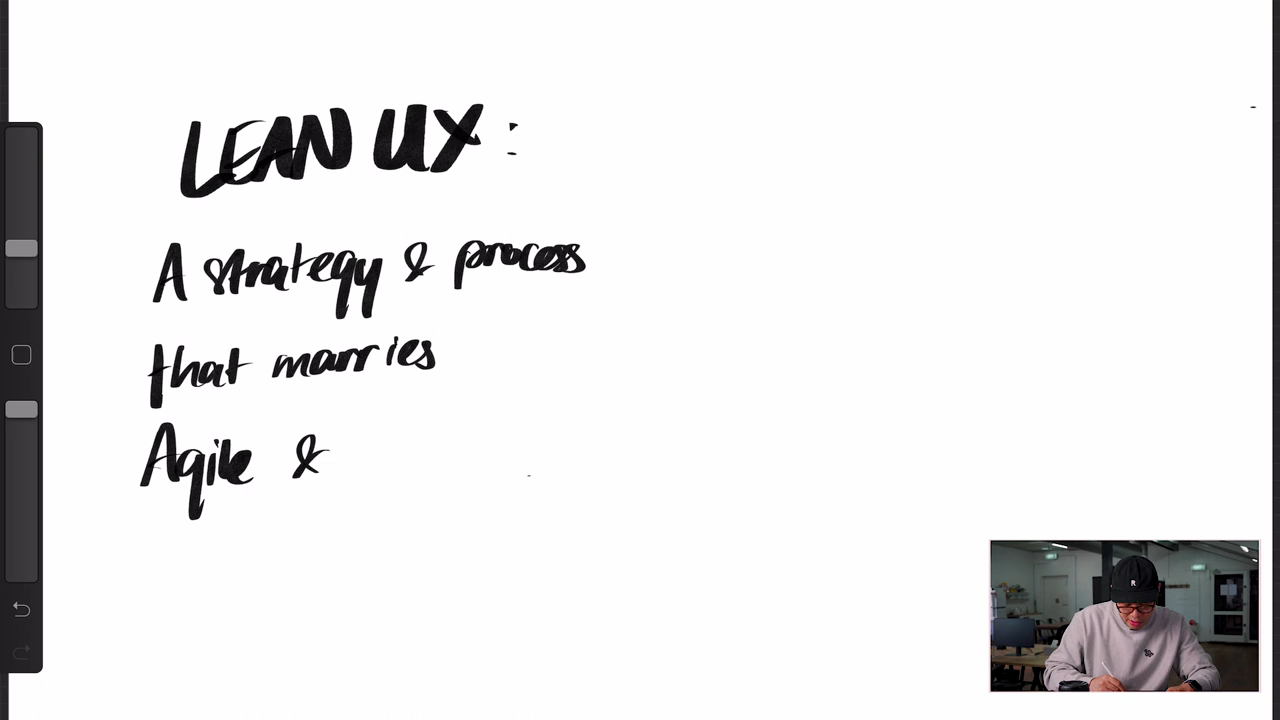 LEAN UX:
A strategy & process
that marries
Agile &
R